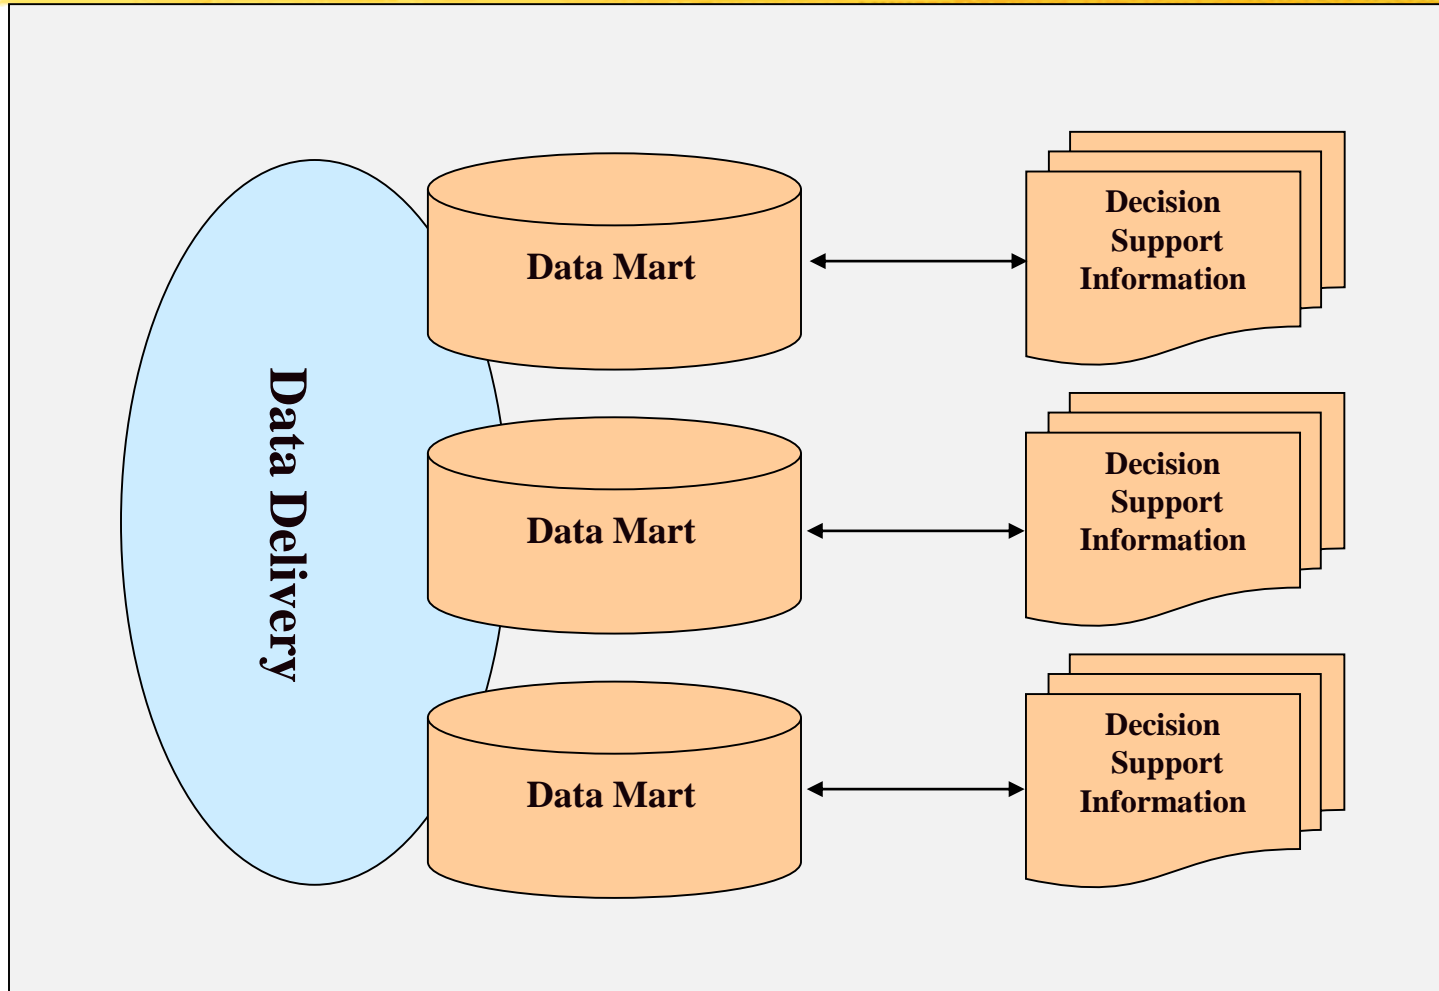 Data Delivery
Data Mart
Decision
Support
Information
Data Mart
Decision
Support
Information
Data Mart
Decision
Support
Information